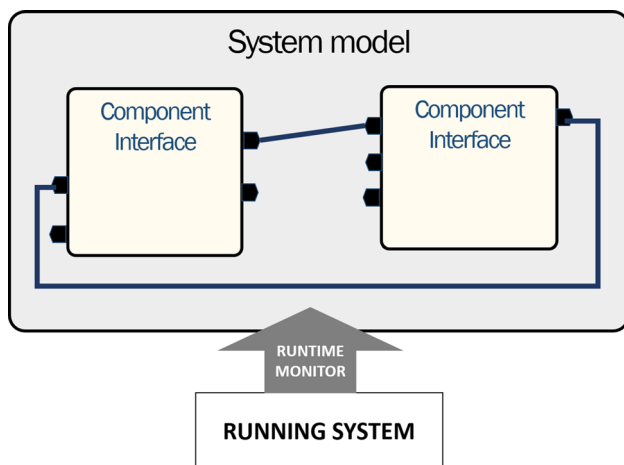 System model
Component
Interface
Component
Interface
RUNTIME
MONITOR
RUNNING SYSTEM